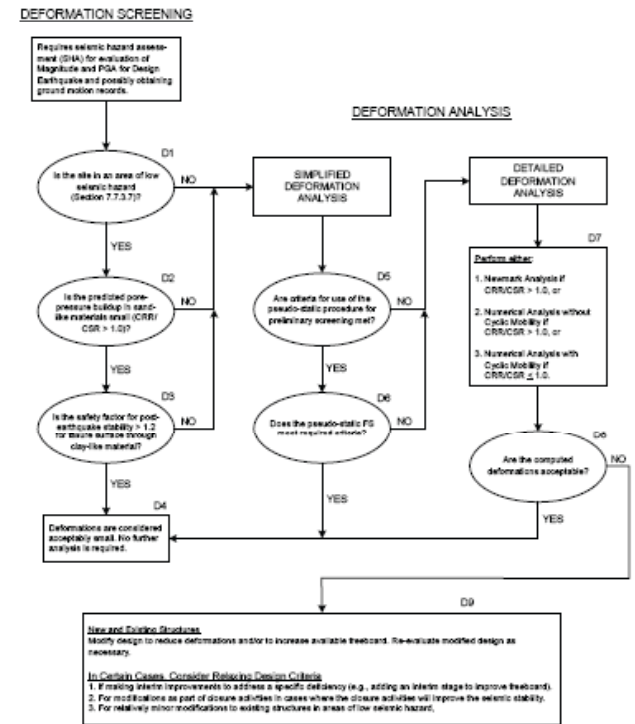 DEFORMATION SCREENING
Requires seismic hazard assess-
ment (SHA) for evaluation of
Magnitude and PGA for Design
Earthquake and possibly obtaining
ground motion records.
DEFORMATION ANALYSIS
D1
Is the site in an area of low
seismic hazard
(Section 7.7.3.7)?
NO
YES
SIMPLIFIED
DEFORMATION
ANALYSIS
DETAILED
DEFORMATION
ANALYSIS
D2
Is the predicted pore-
pressure buildup in sand-
like materials small (CRR/
CSR > 1.0)?
NO
YES
D5
Are criteria for use of the
pseudo-static procedure for
preliminary screening met?
NO
YES
D7
Perform either:
1. Newmark Analysis if
CRR/CSR > 1.0, or
2. Numerical Analysis without
Cyclic Mobility if
CRR/CSR > 1.0, or
3. Numerical Analysis with
Cyclic Mobility if
CRR/CSR ≤ 1.0.
D3
Is the safety factor for post-
earthquake stability > 1.2
for failure surface through
clay-like material?
NO
YES
D6
Does the pseudo-static FS
meet required criteria?
NO
YES
D8
Are the computed
deformations acceptable?
NO
YES
D4
Deformations are considered
acceptably small. No further
analysis is required.
D9
New and Existing Structures
Modify design to reduce deformations and/or to increase available freeboard. Re-evaluate modified design as
necessary.
In Certain Cases, Consider Relaxing Design Criteria
1. If making interim improvements to address a specific deficiency (e.g., adding an interim stage to improve freeboard).
2. For modifications as part of closure activities in cases where the closure activities will improve the seismic stability.
3. For relatively minor modifications to existing structures in areas of low seismic hazard.